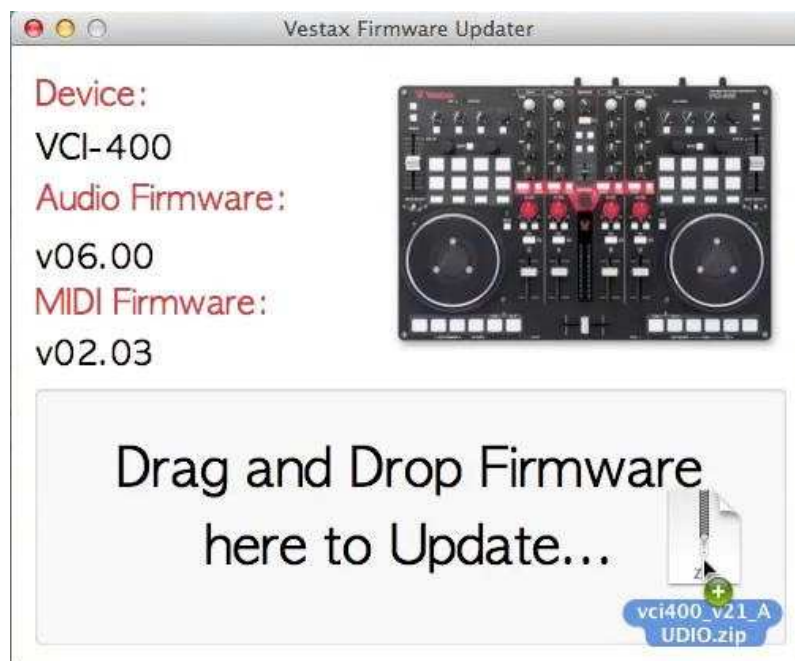 Vestax Firmware Updater
Device:
VCI-400
Audio Firmware:
v06.00
MIDI Firmware:
v02.03
Drag and Drop Firmware
here to Update...
vci400_v21_A
UDIO.zip